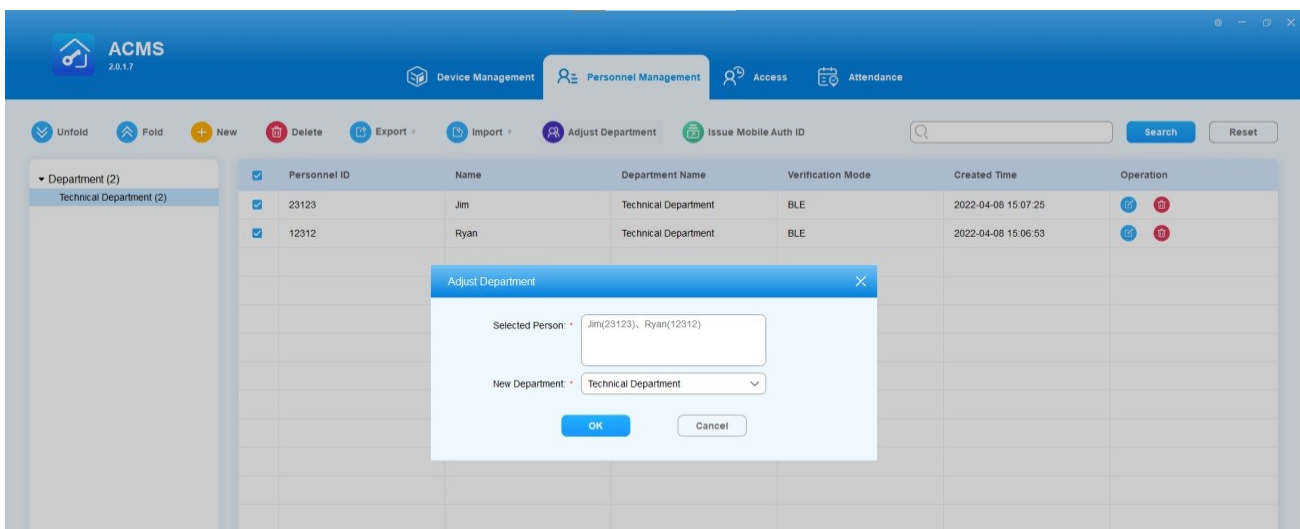 ACMS
2.0.1.7
Device Management Personnel Management Access Attendance
Unfold Fold New Delete Export Import Adjust Department Issue Mobile Auth ID Search Reset
Department (2)
Technical Department (2)
Personnel ID Name Department Name Verification Mode Created Time Operation
23123 Jim Technical Department BLE 2022-04-08 15:07:25
12312 Ryan Technical Department BLE 2022-04-08 15:06:53
Adjust Department
Selected Person: * Jim(23123)、Ryan(12312)
New Department: * Technical Department
OK Cancel